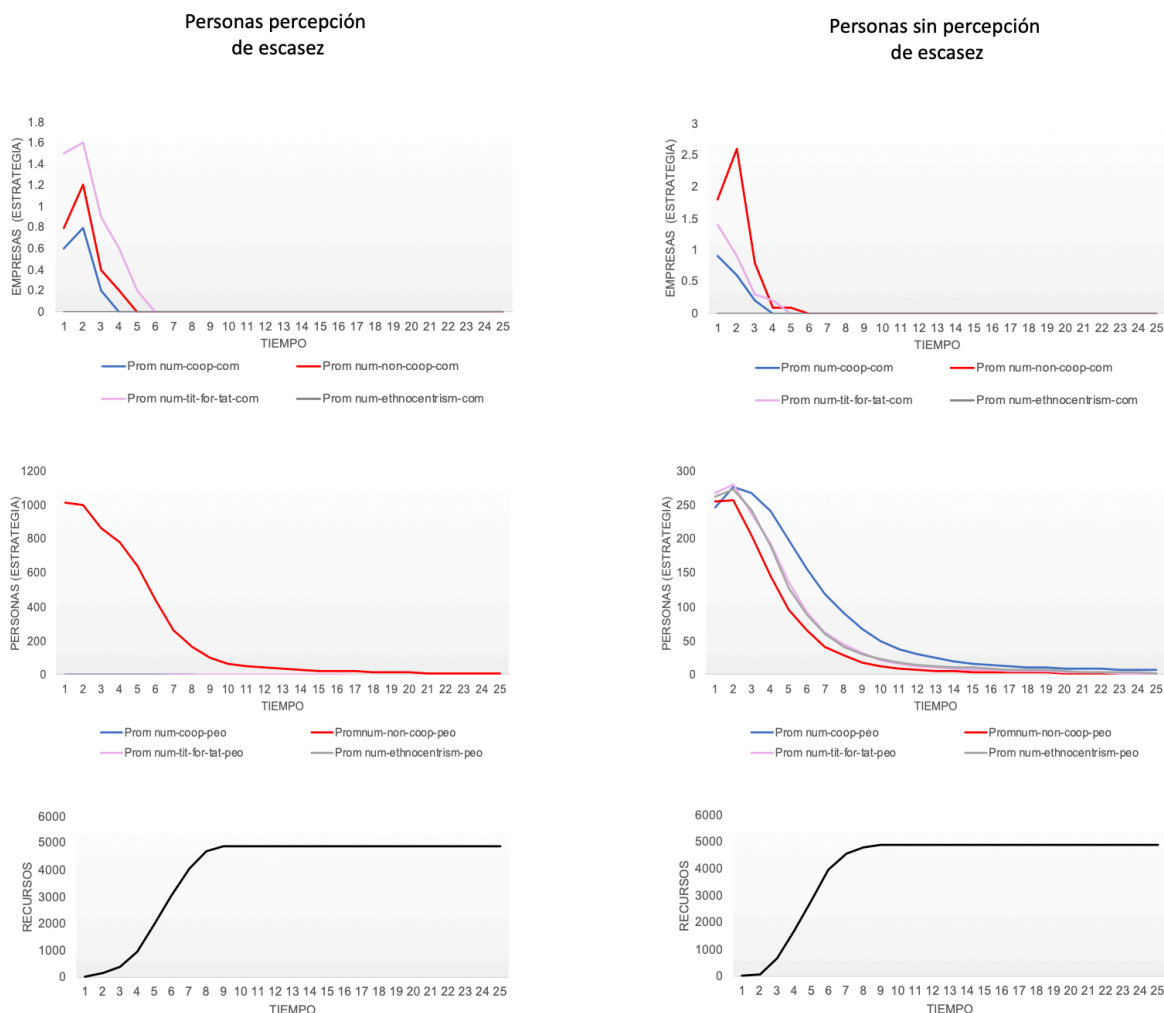 Personas percepción
de escasez
Personas sin percepción
de escasez
EMPRESAS (ESTRATEGIA)
1.8
1.6
1.4
1.2
1
0.8
0.6
0.4
0.2
0
1 2 3 4 5 6 7 8 9 10 11 12 13 14 15 16 17 18 19 20 21 22 23 24 25
TIEMPO
Prom num-coop-com
Prom num-non-coop-com
Prom num-tit-for-tat-com
Prom num-ethnocentrism-com
EMPRESAS (ESTRATEGIA)
3
2.5
2
1.5
1
0.5
0
1 2 3 4 5 6 7 8 9 10 11 12 13 14 15 16 17 18 19 20 21 22 23 24 25
TIEMPO
Prom num-coop-com
Prom num-non-coop-com
Prom num-tit-for-tat-com
Prom num-ethnocentrism-com
PERSONAS (ESTRATEGIA)
1200
1000
800
600
400
200
0
1 2 3 4 5 6 7 8 9 10 11 12 13 14 15 16 17 18 19 20 21 22 23 24 25
TIEMPO
Prom num-coop-peo
Promnum-non-coop-peo
Prom num-tit-for-tat-peo
Prom num-ethnocentrism-peo
PERSONAS (ESTRATEGIA)
300
250
200
150
100
50
0
1 2 3 4 5 6 7 8 9 10 11 12 13 14 15 16 17 18 19 20 21 22 23 24 25
TIEMPO
Prom num-coop-peo
Promnum-non-coop-peo
Prom num-tit-for-tat-peo
Prom num-ethnocentrism-peo
RECURSOS
6000
5000
4000
3000
2000
1000
0
1 2 3 4 5 6 7 8 9 10 11 12 13 14 15 16 17 18 19 20 21 22 23 24 25
TIEMPO
RECURSOS
6000
5000
4000
3000
2000
1000
0
1 2 3 4 5 6 7 8 9 10 11 12 13 14 15 16 17 18 19 20 21 22 23 24 25
TIEMPO